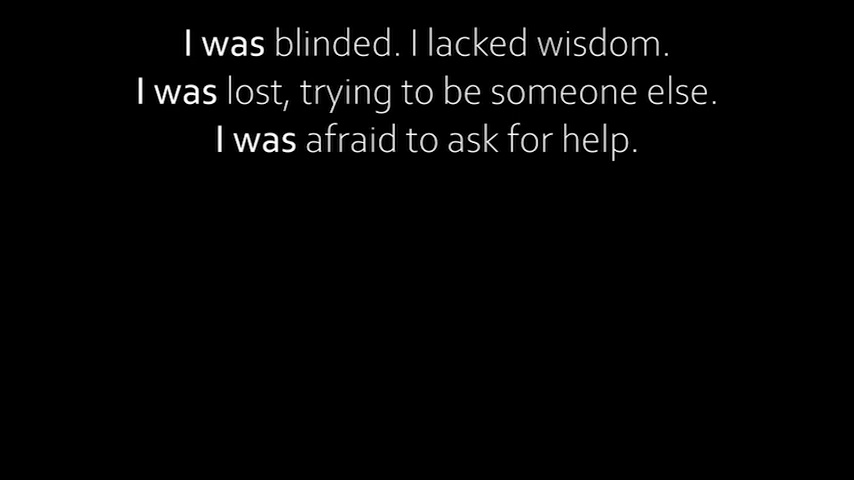 I was blinded. I lacked wisdom.
I was lost, trying to be someone else.
I was afraid to ask for help.